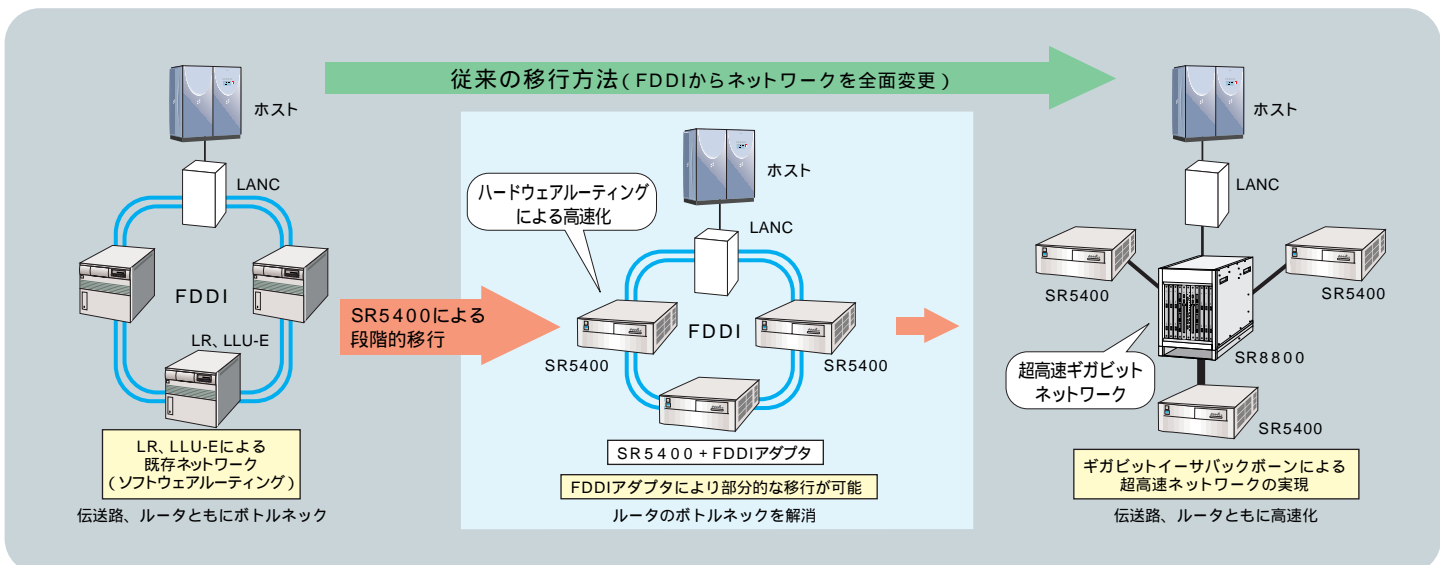 従来の移行方法(FDDIからネットワークを全面変更)
ホスト
LANC
FDDI
LR、LLU-E
LR、LLU-Eによる
既存ネットワーク
(ソフトウェアルーティング)
伝送路、ルータともにボトルネック
SR5400による
段階的移行
ハードウェアルーティング
による高速化
ホスト
LANC
FDDI
SR5400
SR5400
SR5400+FDDIアダプタ
FDDIアダプタにより部分的な移行が可能
ルータのボトルネックを解消
ホスト
LANC
SR5400
SR5400
SR8800
超高速ギガビット
ネットワーク
SR5400
ギガビットイーサバックボーンによる
超高速ネットワークの実現
伝送路、ルータともに高速化